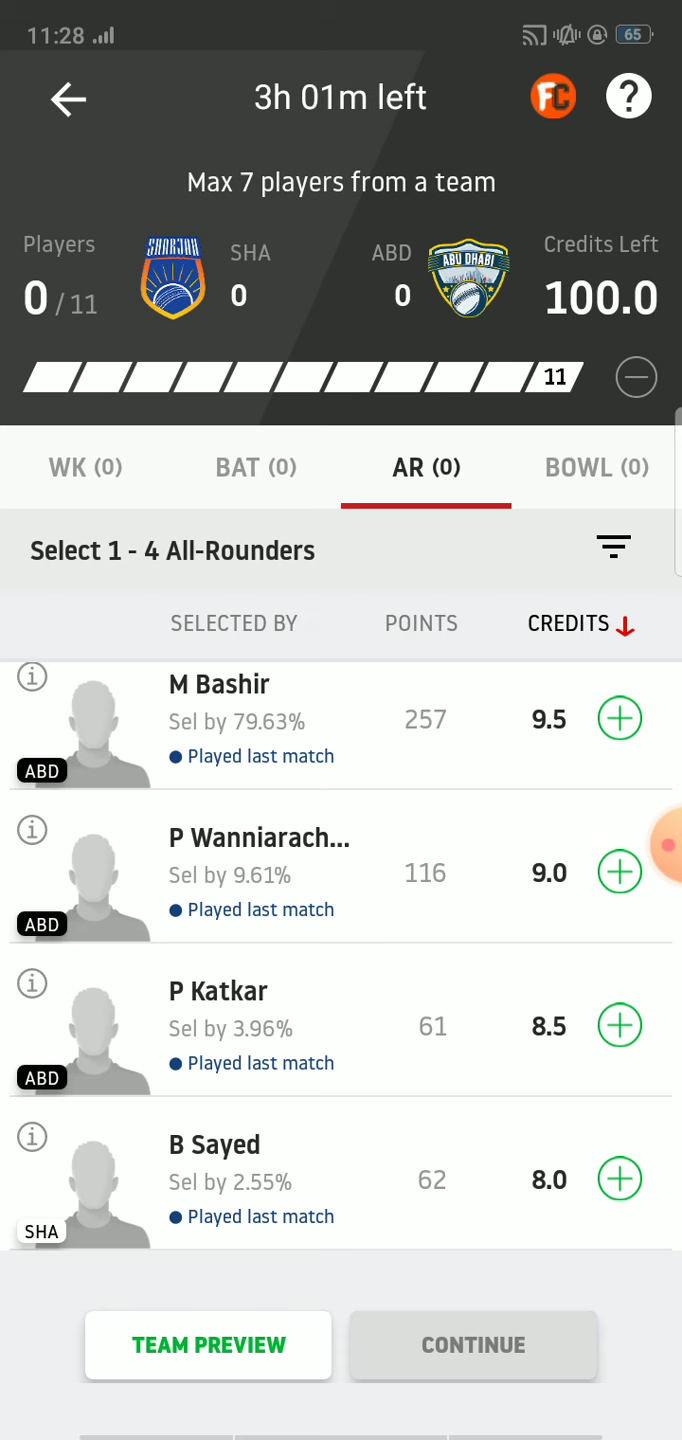 11:28
65
3h 01m left
FC
?
Max 7 players from a team
Players
SHARJAH
SHA
ABD
ABU DHABI
Credits Left
0 / 11
0
0
100.0
11
WK (0)
BAT (0)
AR (0)
BOWL (0)
Select 1 - 4 All-Rounders
SELECTED BY
POINTS
CREDITS
M Bashir
Sel by 79.63%
257
9.5
Played last match
ABD
P Wanniarach...
Sel by 9.61%
116
9.0
Played last match
ABD
P Katkar
Sel by 3.96%
61
8.5
Played last match
ABD
B Sayed
Sel by 2.55%
62
8.0
Played last match
SHA
TEAM PREVIEW
CONTINUE